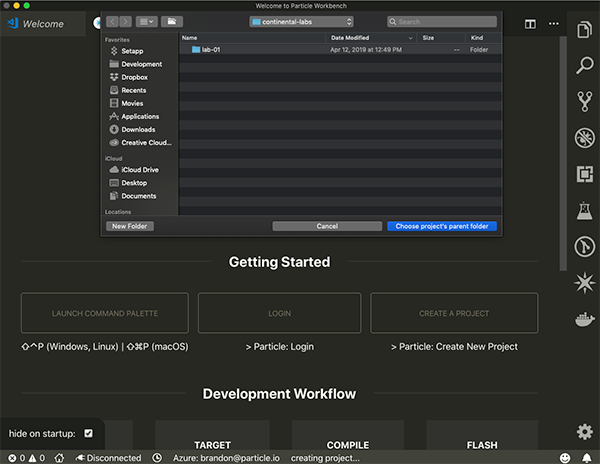 Welcome to Particle Workbench
Welcome
continental-labs
Search
Favorites
Setapp
Development
Dropbox
Recents
Movies
Applications
Downloads
Creative Cloud...
iCloud
iCloud Drive
Desktop
Documents
Locations
Name Date Modified Size Kind
lab-01 Apr 12, 2019 at 12:49 PM -- Folder
New Folder Cancel Choose project's parent folder
Getting Started
LAUNCH COMMAND PALETTE LOGIN CREATE A PROJECT
⇧^P (Windows, Linux) | ⇧⌘P (macOS) > Particle: Login > Particle: Create New Project
Development Workflow
hide on startup:
TARGET COMPILE FLASH
0 0 Disconnected Azure: brandon@particle.io creating project...